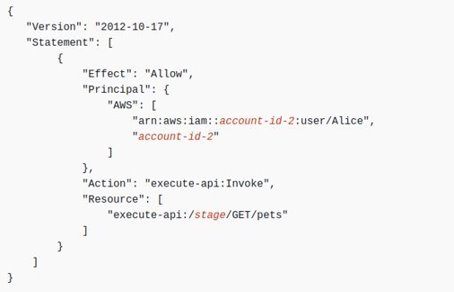 {
"Version": "2012-10-17",
"Statement": [
{
"Effect": "Allow",
"Principal": {
"AWS": [
"arn:aws:iam::account-id-2:user/Alice",
"account-id-2"
]
},
"Action": "execute-api:Invoke",
"Resource": [
"execute-api:/stage/GET/pets"
]
}
]
}